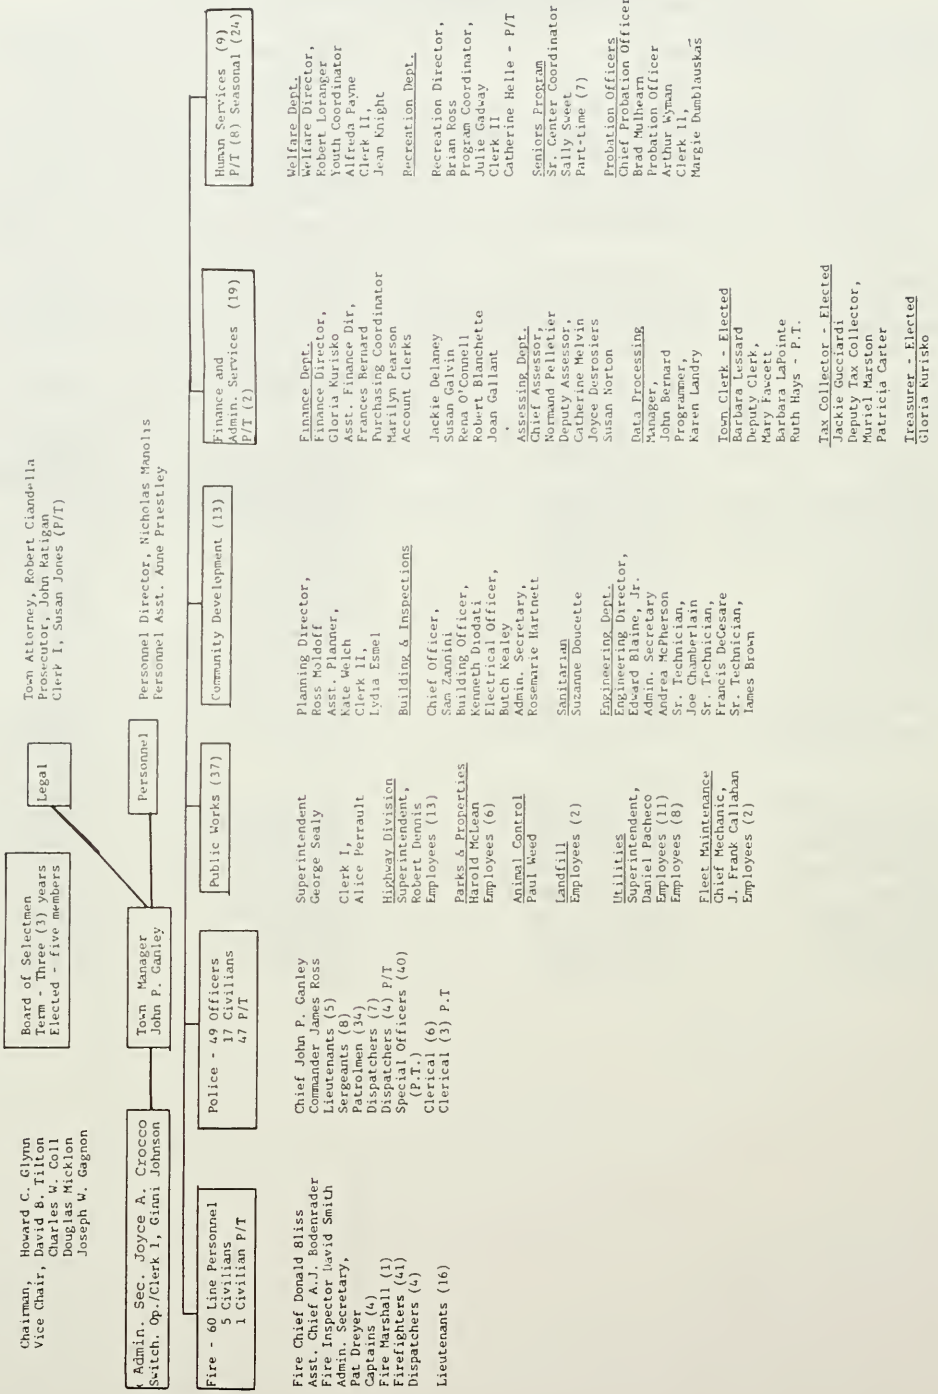 Chairman, Howard C. Glynn
Vice Chair, David B. Tilton
Charles W. Coll
Douglas Micklon
Joseph W. Gagnon
Board of Selectmen
Term - Three (3) years
Elected - five members
Town Attorney, Robert Ciandella
Prosecutor, John Ratigan
Clerk I, Susan Jones (P/T)
Legal
Admin. Sec. Joyce A. Crocco
Switch. Op./Clerk 1, Ginni Johnson
Town Manager
John P. Ganley
Personnel
Personnel Director, Nicholas Manolis
Personnel Asst. Anne Priestley
Fire - 60 Line Personnel
5 Civilians
1 Civilian P/T
Fire Chief Donald Bliss
Asst. Chief A.J. Bodenrader
Fire Inspector David Smith
Admin. Secretary,
Pat Dreyer
Captains (4)
Fire Marshall (1)
Firefighters (41)
Dispatchers (4)
Lieutenants (16)
Police - 49 Officers
17 Civilians
47 P/T
Chief John P. Ganley
Commander James Ross
Lieutenants (5)
Sergeants (8)
Patrolmen (34)
Dispatchers (7)
Dispatchers (4) P/T
Special Officers (40)
(P.T.)
Clerical (6)
Clerical (3) P.T
Public Works (37)
Superintendent
George Sealy
Clerk I,
Alice Perrault
Highway Division
Superintendent,
Robert Dennis
Employees (13)
Parks & Properties
Harold McLean
Employees (6)
Animal Control
Paul Weed
Landfill
Employees (2)
Utilities
Superintendent,
Daniel Pacheco
Employees (11)
Employees (8)
Fleet Maintenance
Chief Mechanic,
J. Frank Callahan
Employees (2)
Community Development (13)
Planning Director,
Ross Moldoff
Asst. Planner,
Kate Welch
Clerk II,
Lydia Esmel
Building & Inspections
Chief Officer,
Sam Zannini
Building Officer,
Kenneth Diodati
Electrical Officer,
Butch Kealey
Admin. Secretary,
Rosemarie Hartnett
Sanitarian
Suzanne Doucette
Engineering Dept.
Engineering Director,
Edward Blaine, Jr.
Admin. Secretary
Andrea McPherson
Sr. Technician,
Joe Chamberlain
Sr. Technician,
Francis DeCesare
Sr. Technician,
James Brown
Finance and
Admin. Services (19)
P/T (2)
Finance Dept.
Finance Director,
Gloria Kurisko
Asst. Finance Dir,
Frances Bernard
Purchasing Coordinator
Marilyn Pearson
Account Clerks
Jackie Delaney
Susan Galvin
Rena O'Connell
Robert Blanchette
Joan Gallant
Assessing Dept.
Chief Assessor,
Normand Pelletier
Deputy Assessor,
Catherine Melvin
Joyce Desrosiers
Susan Norton
Data Processing
Manager,
John Bernard
Programmer,
Karen Landry
Town Clerk - Elected
Barbara Lessard
Deputy Clerk,
Mary Fawcett
Barbara LaPointe
Ruth Hays - P.T.
Tax Collector - Elected
Jackie Gucciardi
Deputy Tax Collector,
Muriel Marston
Patricia Carter
Treasurer - Elected
Gloria Kurisko
Human Services (9)
P/T (8) Seasonal (24)
Welfare Dept.
Welfare Director,
Robert Loranger
Youth Coordinator
Alfreda Payne
Clerk II,
Jean Knight
Recreation Dept.
Recreation Director,
Brian Ross
Program Coordinator,
Julie Gadway
Clerk II
Catherine Helle - P/T
Seniors Program
Sr. Center Coordinator
Sally Sweet
Part-time (7)
Probation Officers
Chief Probation Officer
Brad Mulhearn
Probation Officer
Arthur Wyman
Clerk II,
Margie Dumblauskas